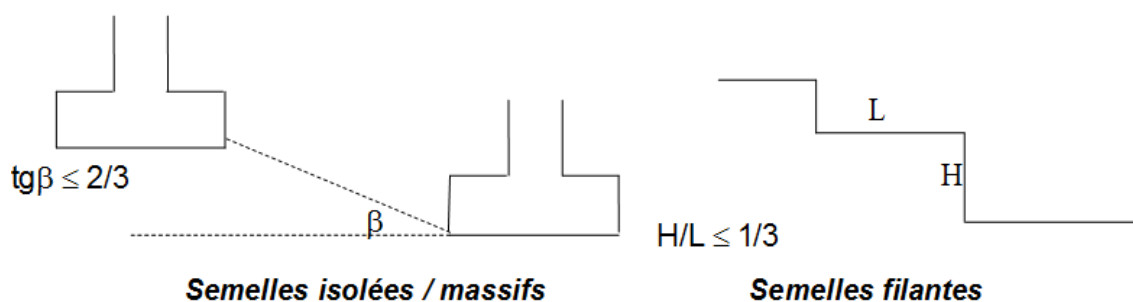 tgβ ≤ 2/3
β
Semelles isolées / massifs
L
H
H/L ≤ 1/3
Semelles filantes